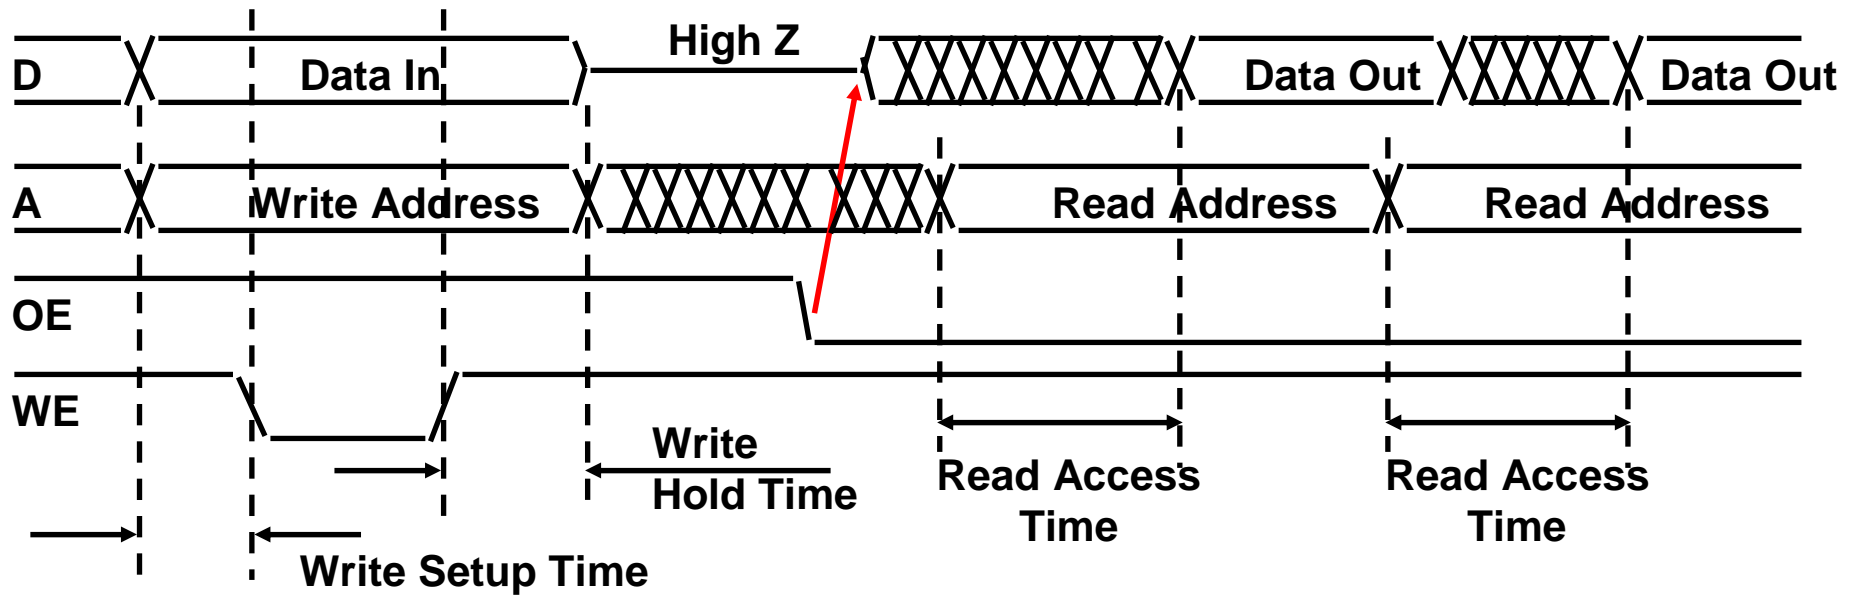 High Z
D
Data In
Data Out
Data Out
A
Write Address
Read Address
Read Address
OE
WE
Write
Hold Time
Read Access
Time
Read Access
Time
Write Setup Time